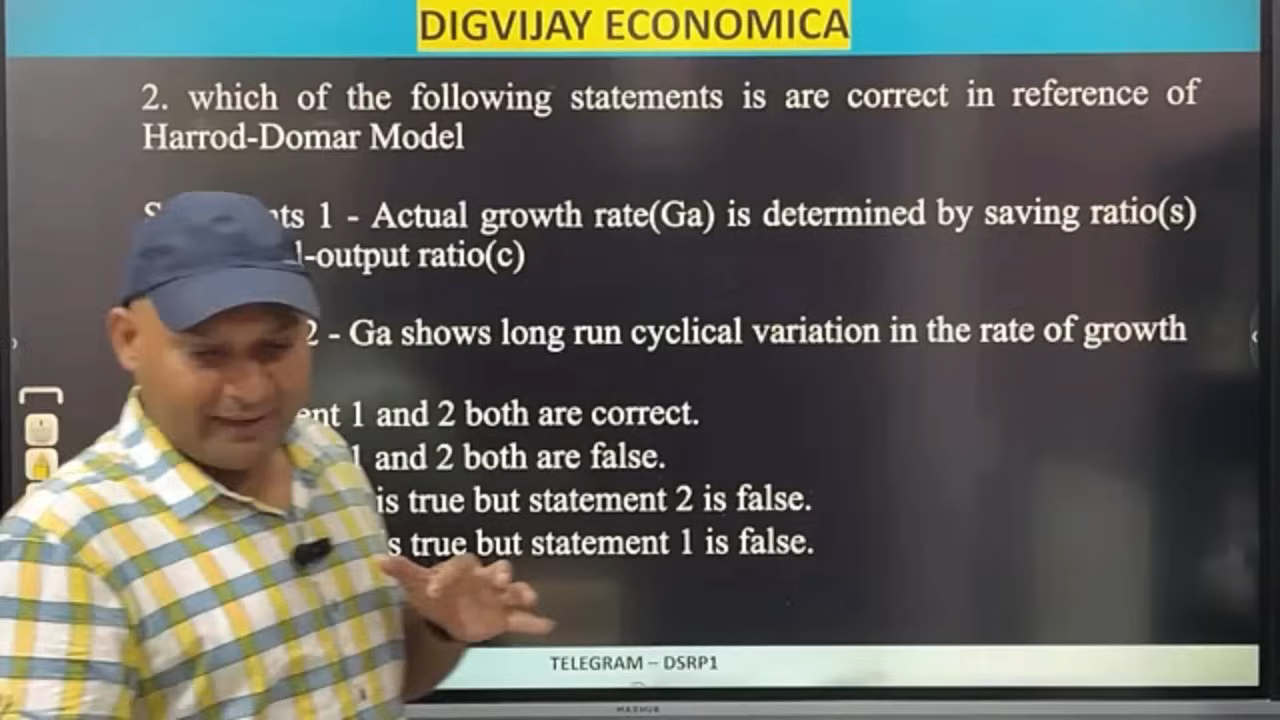 DIGVIJAY ECONOMICA
2. which of the following statements is are correct in reference of
Harrod-Domar Model
1 - Actual growth rate(Ga) is determined by saving ratio(s)
-output ratio(c)
2 - Ga shows long run cyclical variation in the rate of growth
1 and 2 both are correct.
1 and 2 both are false.
is true but statement 2 is false.
true but statement 1 is false.
TELEGRAM – DSRP1
MAXHUB